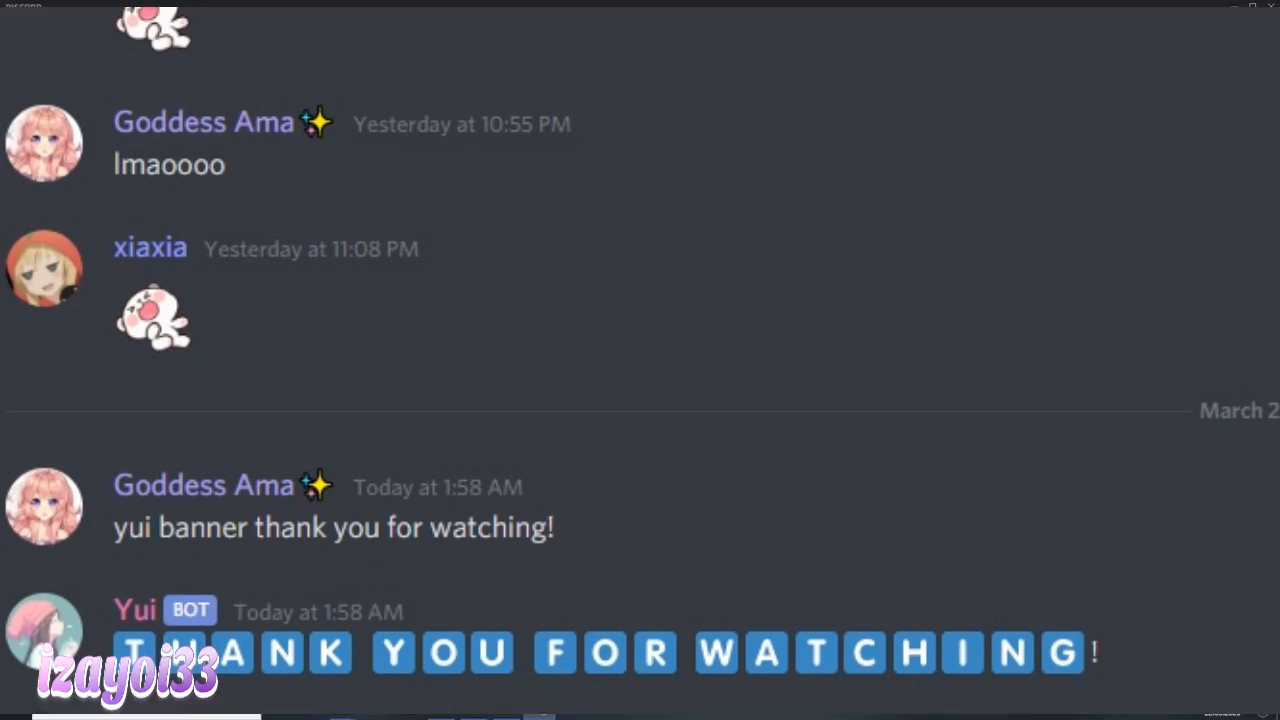 Goddess Ama✨ Yesterday at 10:55 PM
lmaoooo
xiaxia Yesterday at 11:08 PM
March 2
Goddess Ama✨ Today at 1:58 AM
yui banner thank you for watching!
Yui BOT Today at 1:58 AM
THANK YOU FOR WATCHING!
izayoi33